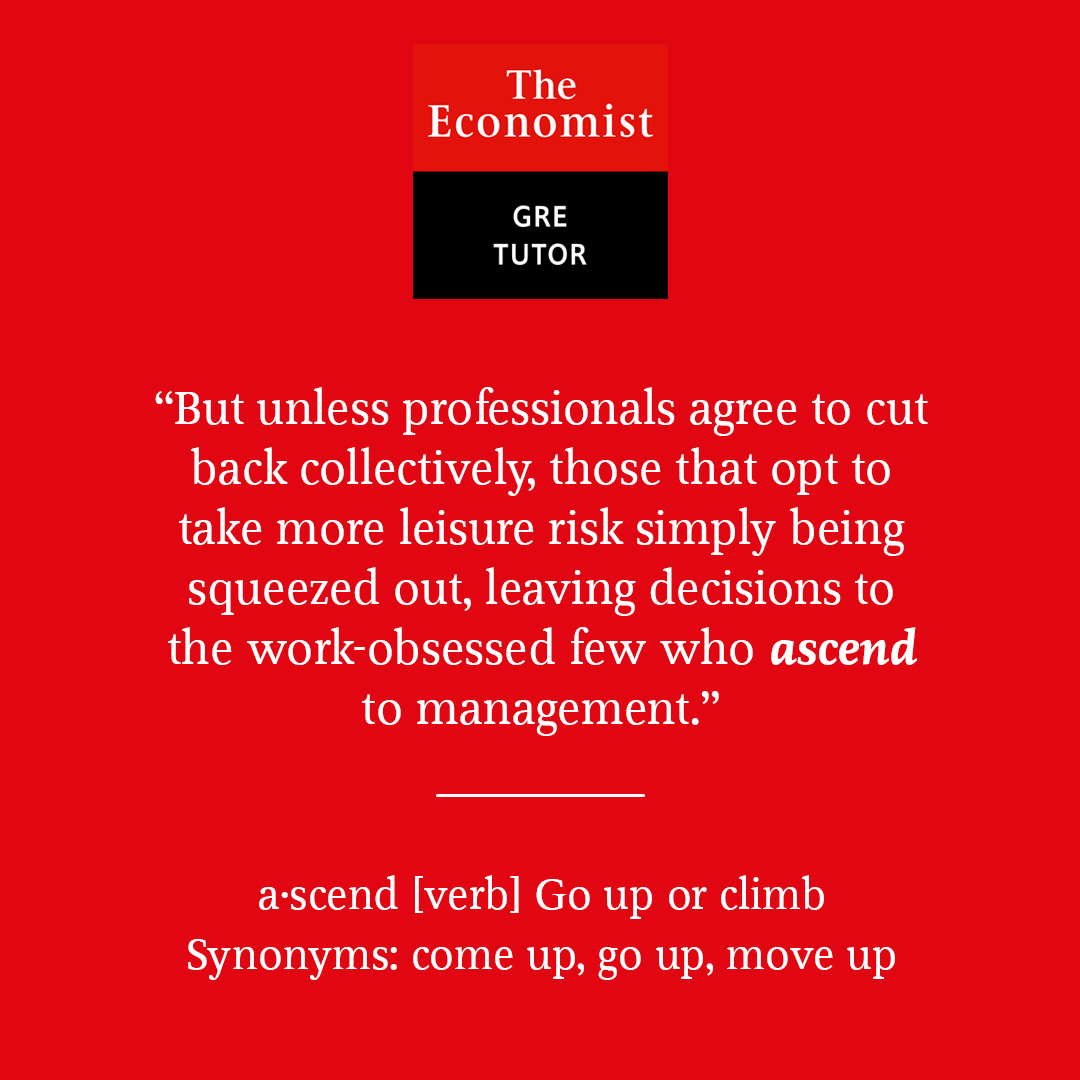 The
Economist
GRE
TUTOR
“But unless professionals agree to cut
back collectively, those that opt to
take more leisure risk simply being
squeezed out, leaving decisions to
the work-obsessed few who ascend
to management.”
a·scend [verb] Go up or climb
Synonyms: come up, go up, move up